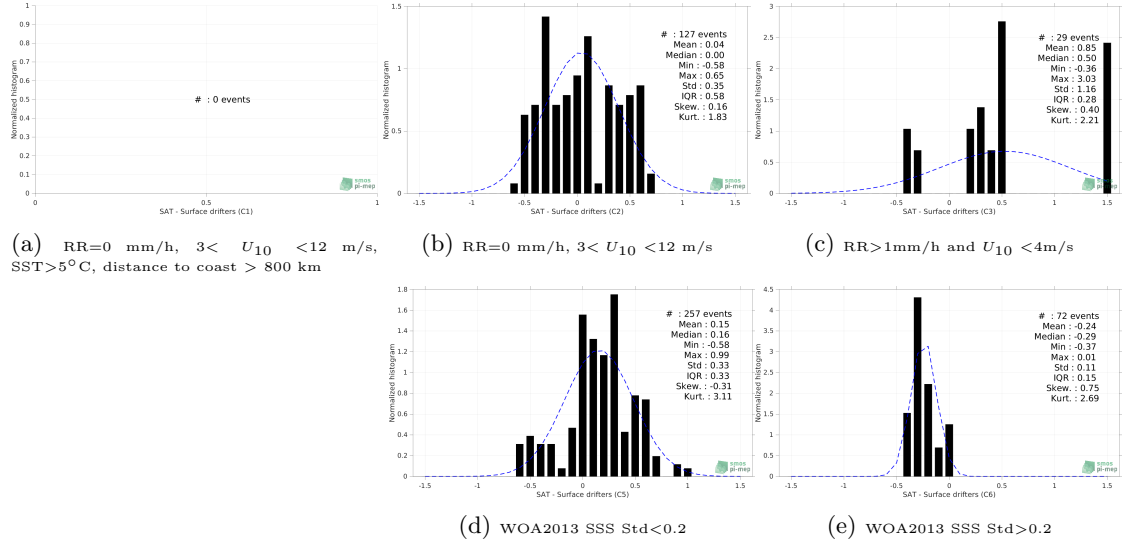 Normalized histogram
1
0.9
0.8
0.7
0.6
0.5
0.4
0.3
0.2
0.1
0
# : 0 events
smos
pi-mep
0
0.5
1
SAT - Surface drifters (C1)
(a) RR=0 mm/h, 3< U10 <12 m/s,
SST>5°C, distance to coast > 800 km
Normalized histogram
1.5
1
0.5
0
# : 127 events
Mean : 0.04
Median : 0.00
Min : -0.58
Max : 0.65
Std : 0.35
IQR : 0.58
Skew. : 0.16
Kurt. : 1.83
smos
pi-mep
-1.5
-1
-0.5
0
0.5
1
1.5
SAT - Surface drifters (C2)
(b) RR=0 mm/h, 3< U10 <12 m/s
Normalized histogram
3
2.5
2
1.5
1
0.5
0
# : 29 events
Mean : 0.85
Median : 0.50
Min : -0.36
Max : 3.03
Std : 1.16
IQR : 0.28
Skew. : 0.40
Kurt. : 2.21
smos
pi-mep
-1.5
-1
-0.5
0
0.5
1
1.5
SAT - Surface drifters (C3)
(c) RR>1mm/h and U10 <4m/s
Normalized histogram
1.8
1.6
1.4
1.2
1
0.8
0.6
0.4
0.2
0
# : 257 events
Mean : 0.15
Median : 0.16
Min : -0.58
Max : 0.99
Std : 0.33
IQR : 0.33
Skew. : -0.31
Kurt. : 3.11
smos
pi-mep
-1.5
-1
-0.5
0
0.5
1
1.5
SAT - Surface drifters (C5)
(d) WOA2013 SSS Std<0.2
Normalized histogram
5
4.5
4
3.5
3
2.5
2
1.5
1
0.5
0
# : 72 events
Mean : -0.24
Median : -0.29
Min : -0.37
Max : 0.01
Std : 0.11
IQR : 0.15
Skew. : 0.75
Kurt. : 2.69
smos
pi-mep
-1.5
-1
-0.5
0
0.5
1
1.5
SAT - Surface drifters (C6)
(e) WOA2013 SSS Std>0.2